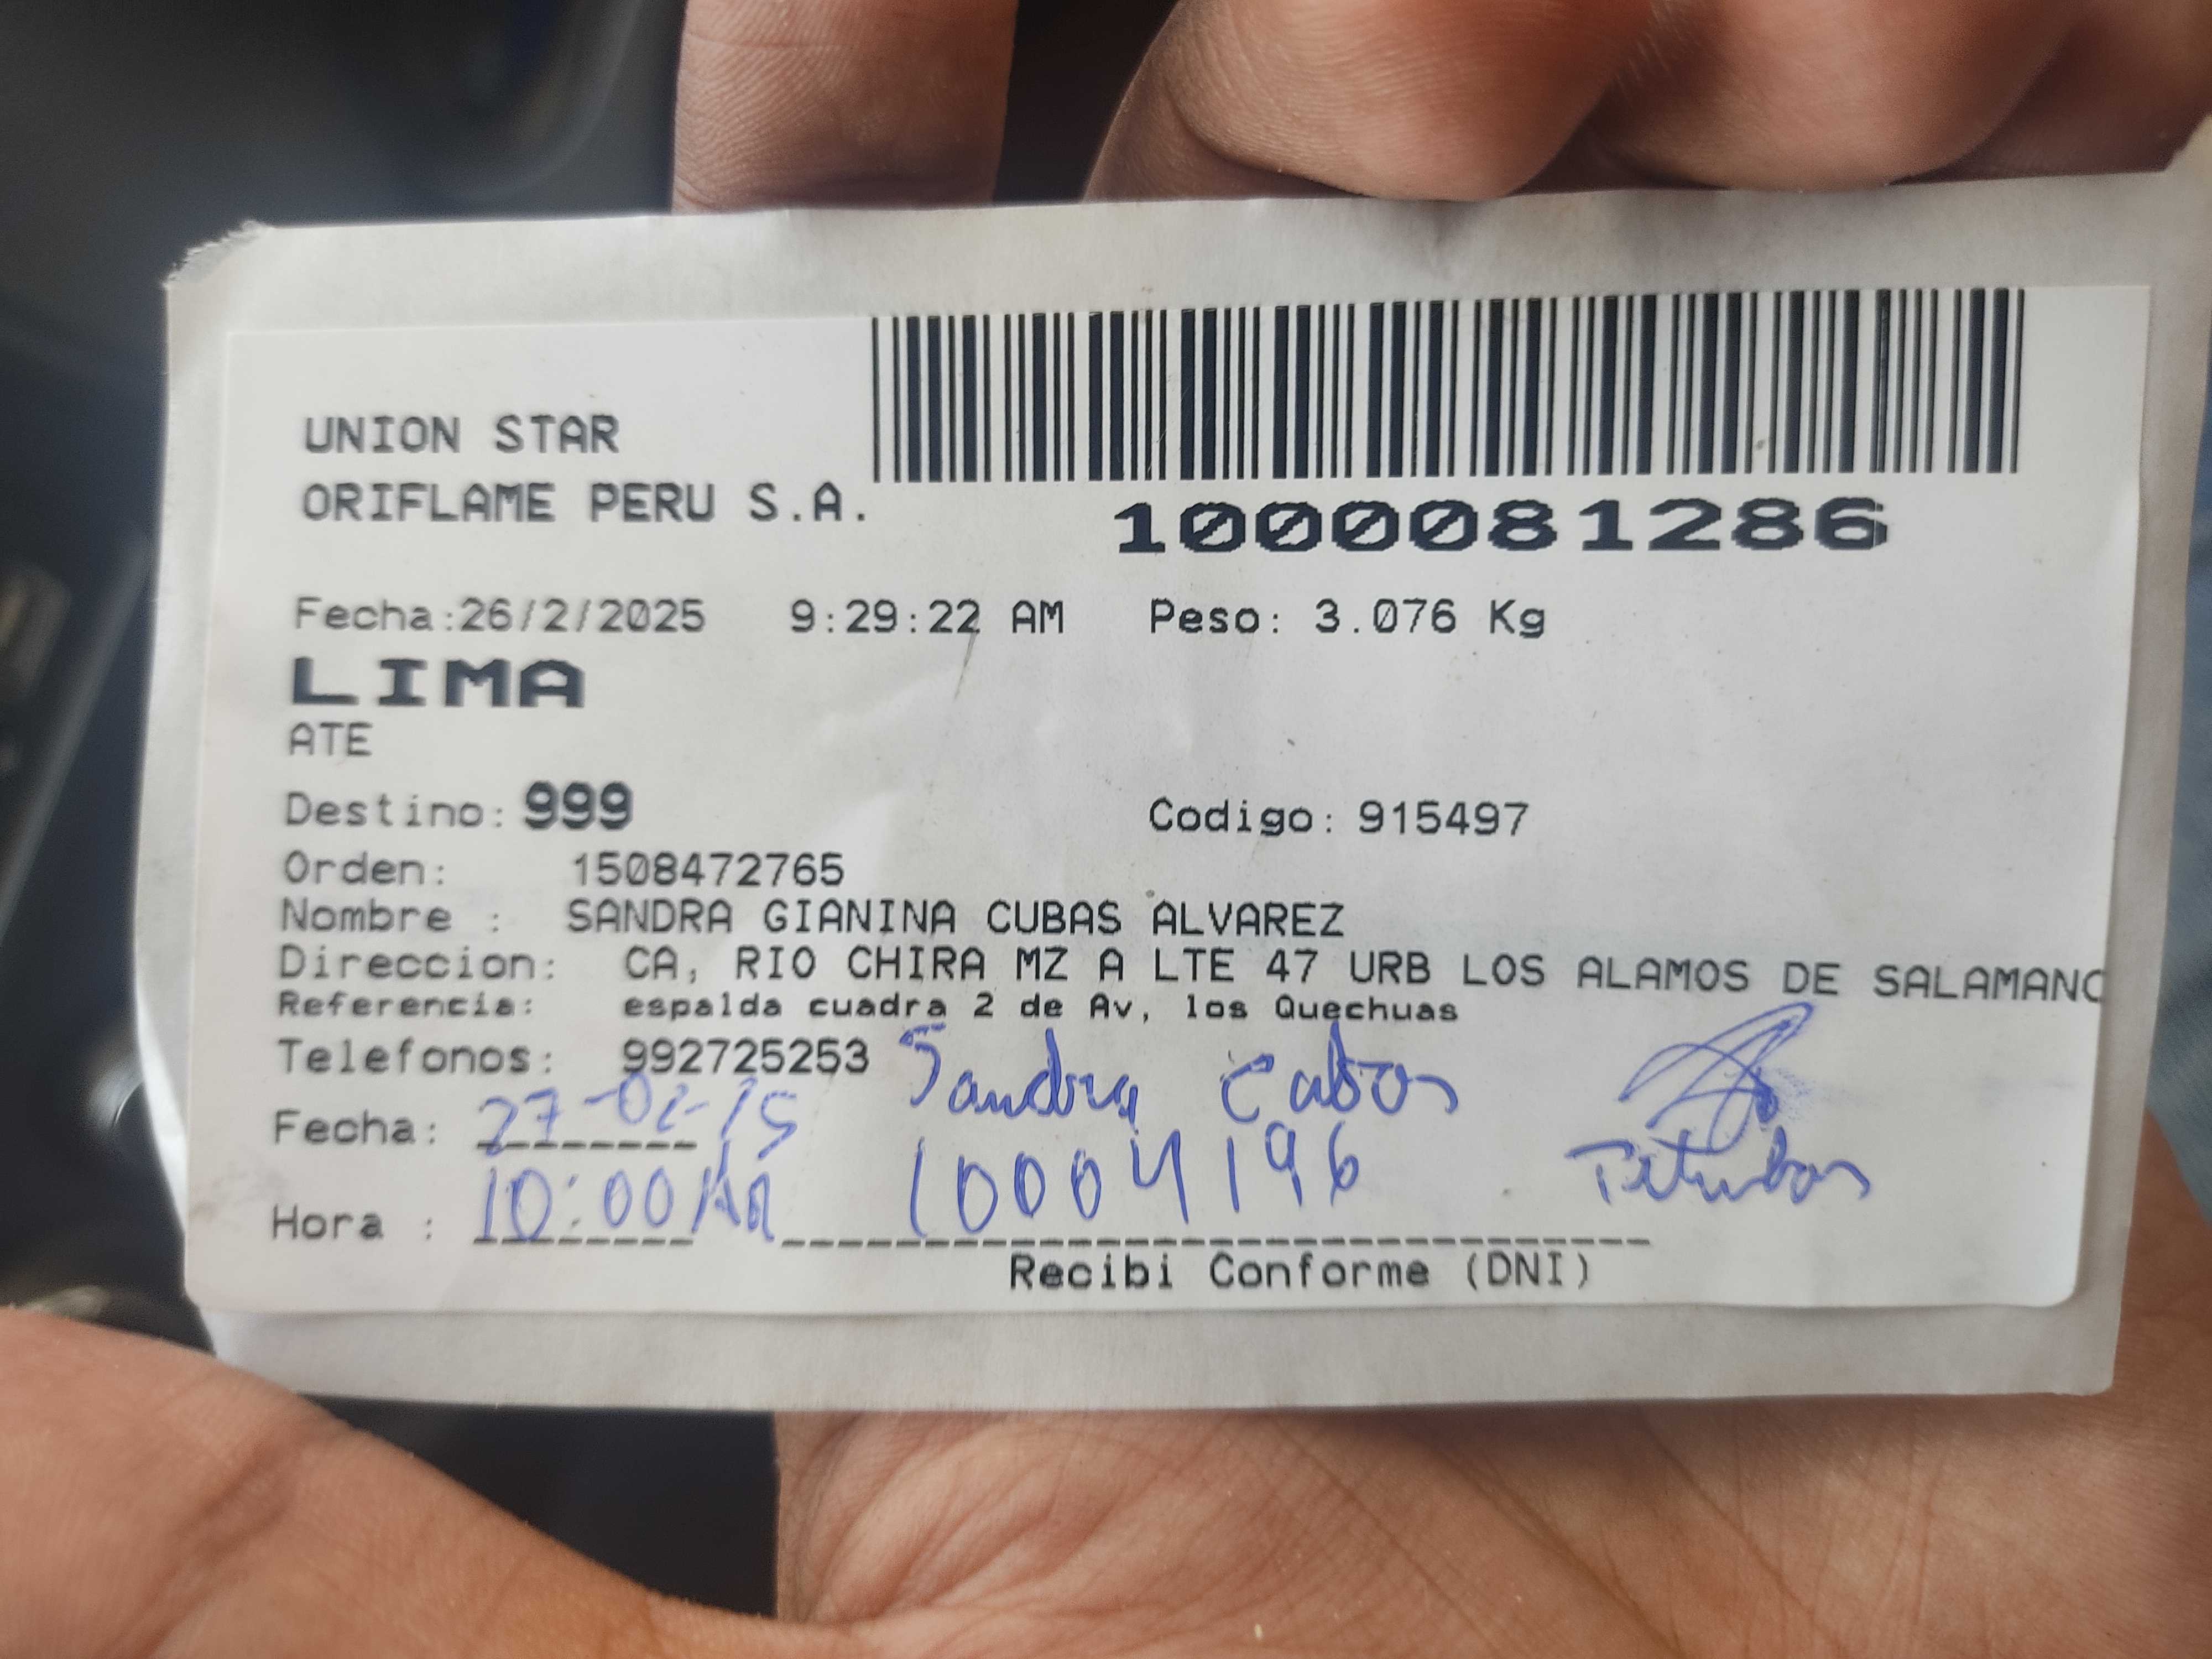 UNION STAR
ORIFLAME PERU S.A.
1000081286
Fecha:26/2/2025 9:29:22 AM Peso: 3.076 Kg
LIMA
ATE
Destino: 999 Codigo: 915497
Orden: 1508472765
Nombre : SANDRA GIANINA CUBAS ALVAREZ
Direccion: CA, RIO CHIRA MZ A LTE 47 URB LOS ALAMOS DE SALAMANC
Referencia: espalda cuadra 2 de Av, los Quechuas
Telefonos: 992725253 Sandra
Fecha: 27-02-25
Hora : 10:00 10004196
Recibi Conforme (DNI)